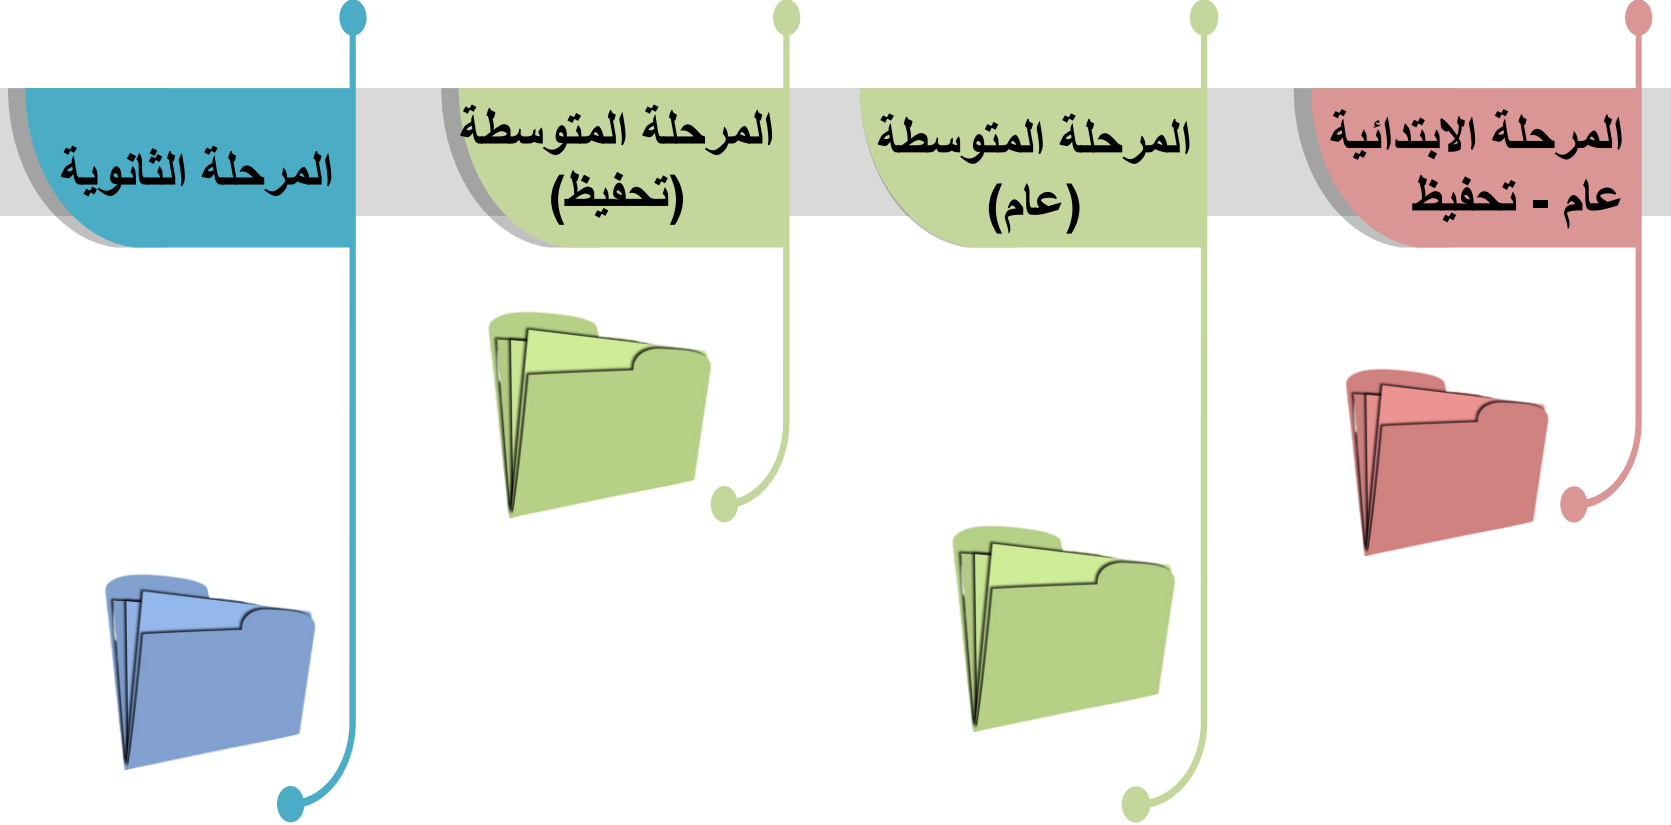 المرحلة الابتدائية
عام - تحفيظ
المرحلة المتوسطة
(عام)
المرحلة المتوسطة
(تحفيظ)
المرحلة الثانوية